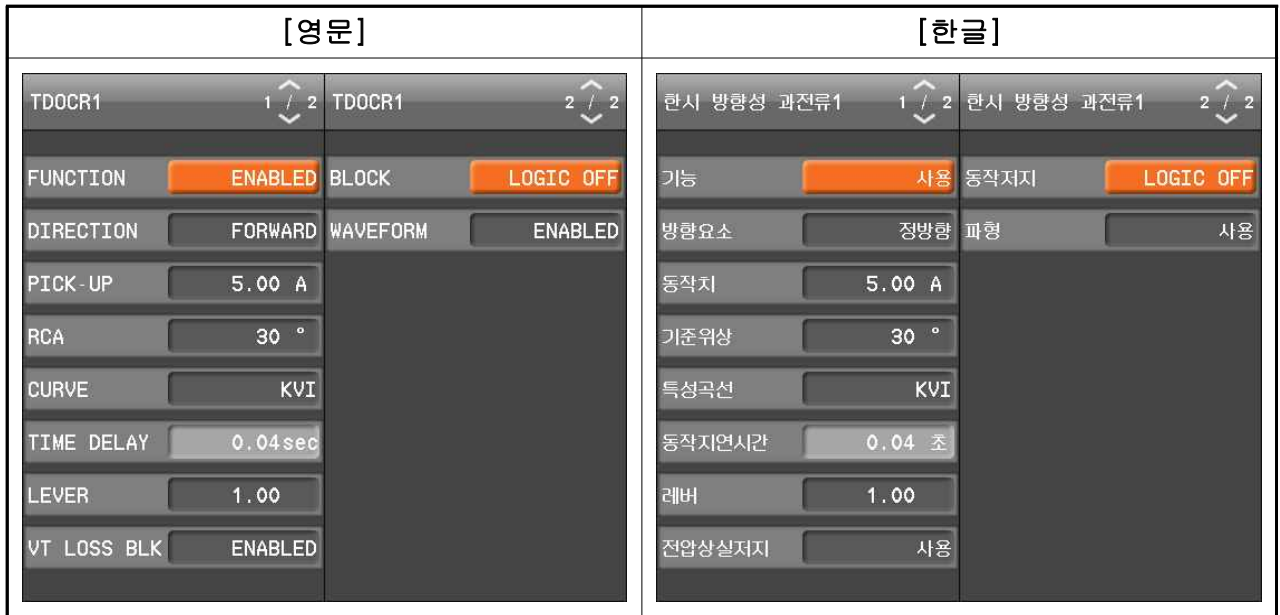 [영문]
[한글]
TDOCR1 1 / 2
FUNCTION ENABLED
DIRECTION FORWARD
PICK-UP 5.00 A
RCA 30 °
CURVE KVI
TIME DELAY 0.04sec
LEVER 1.00
VT LOSS BLK ENABLED
TDOCR1 2 / 2
BLOCK LOGIC OFF
WAVEFORM ENABLED
한시 방향성 과전류1 1 / 2
기능 사용
방향요소 정방향
동작치 5.00 A
기준위상 30 °
특성곡선 KVI
동작지연시간 0.04 초
레버 1.00
전압상실저지 사용
한시 방향성 과전류1 2 / 2
동작저지 LOGIC OFF
파형 사용